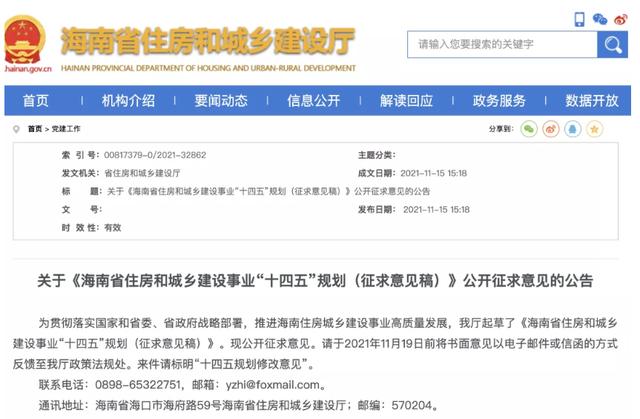 海南省住房和城乡建设厅
HAINAN PROVINCIAL DEPARTMENT OF HOUSING AND URBAN-RURAL DEVELOPMENT
hainan.gov.cn
请输入您要搜索的关键字
首页 机构介绍 要闻动态 信息公开 解读回应 政务服务 数据开放
首页 > 党建工作 分享到：
索 引 号：00817379-0/2021-32862 主题分类：
发文机关：省住房和城乡建设厅 成文日期：2021-11-15 15:18
标 题：关于《海南省住房和城乡建设事业“十四五”规划（征求意见稿）》公开征求意见的公告
文 号： 发布日期：2021-11-15 15:18
时 效 性：有效
关于《海南省住房和城乡建设事业“十四五”规划（征求意见稿）》公开征求意见的公告
为贯彻落实国家和省委、省政府战略部署，推进海南住房城乡建设事业高质量发展，我厅起草了《海南省住房和城乡
建设事业“十四五”规划（征求意见稿）》。现公开征求意见。请于2021年11月19日前将书面意见以电子邮件或信函的方式
反馈至我厅政策法规处。来件请标明“十四五规划修改意见”。
联系电话：0898-65322751，邮箱：yzhi@foxmail.com。
通讯地址：海南省海口市海府路59号海南省住房和城乡建设厅；邮编：570204。